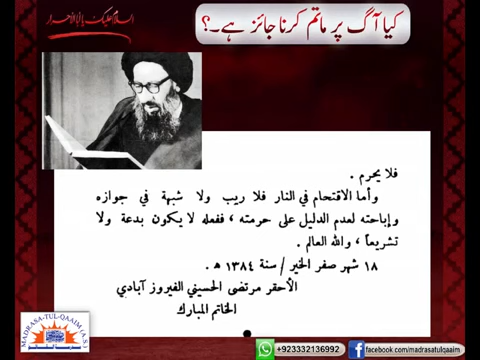 السلام علیک یا ابا الاحرار
کیا آگ پر ماتم کرنا جائز ہے۔؟
فلا يحرم .
وأما الاقتحام في النار فلا ريب ولا شبهة في جوازه
وإباحته لعدم الدليل على حرمته ، ففعله لا يكون بدعة ولا
تشريعاً ، والله العالم .
١٨ شهر صفر الخير / سنة ١٣٨٤ هـ .
الأحقر مرتضى الحسيني الفيروز آبادي
الخاتم المبارك
MADRASA-TUL-QAAIM (A.S.)
+923332136992
facebook.com/madrasatulqaaim